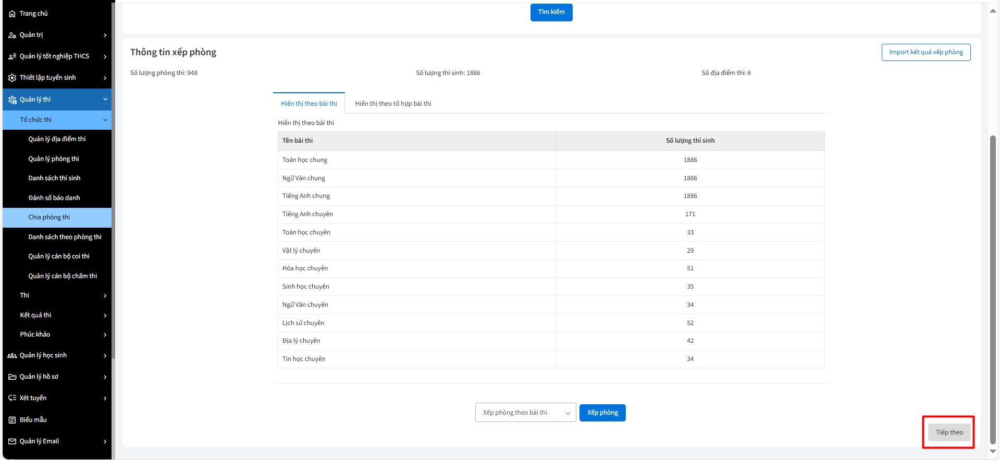 Trang chủ
Quản trị
Quản lý tốt nghiệp THCS
Thiết lập tuyển sinh
Quản lý thi
Tổ chức thi
Quản lý địa điểm thi
Quản lý phòng thi
Danh sách thí sinh
Đánh số báo danh
Chia phòng thi
Danh sách theo phòng thi
Quản lý cán bộ coi thi
Quản lý cán bộ chấm thi
Thi
Kết quả thi
Phúc khảo
Quản lý học sinh
Quản lý hồ sơ
Xét tuyển
Biểu mẫu
Quản lý Email
Tìm kiếm
Thông tin xếp phòng
Import kết quả xếp phòng
Số lượng phòng thi: 948
Số lượng thí sinh: 1886
Số địa điểm thi: 6
Hiển thị theo bài thi
Hiển thị theo tổ hợp bài thi
Hiển thị theo bài thi
Tên bài thi Số lượng thí sinh
Toán học chung 1886
Ngữ Văn chung 1886
Tiếng Anh chung 1886
Tiếng Anh chuyên 171
Toán học chuyên 33
Vật lý chuyên 29
Hóa học chuyên 51
Sinh học chuyên 35
Ngữ Văn chuyên 34
Lịch sử chuyên 52
Địa lý chuyên 42
Tin học chuyên 34
Xếp phòng theo bài thi
Xếp phòng
Tiếp theo